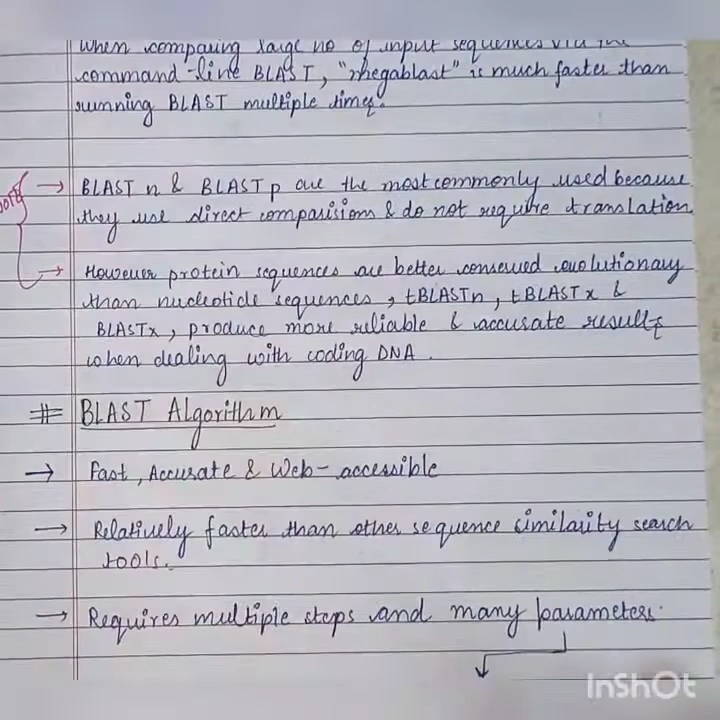 When comparing large no of input sequences via the
command-line BLAST, "megablast" is much faster than
running BLAST multiple times.
→ BLAST n & BLAST p are the most commonly used because
they use direct comparisions & do not require translation
→ However protein sequences are better conserved evolutionary
than nucleotide sequences, tBLASTn, tBLASTx &
BLASTx, produce more reliable & accurate results
when dealing with coding DNA.
# BLAST Algorithm
→ Fast, Accurate & Web-accessible
→ Relatively faster than other sequence similarity search
tools.
→ Requires multiple steps and many parameters.
InShOt